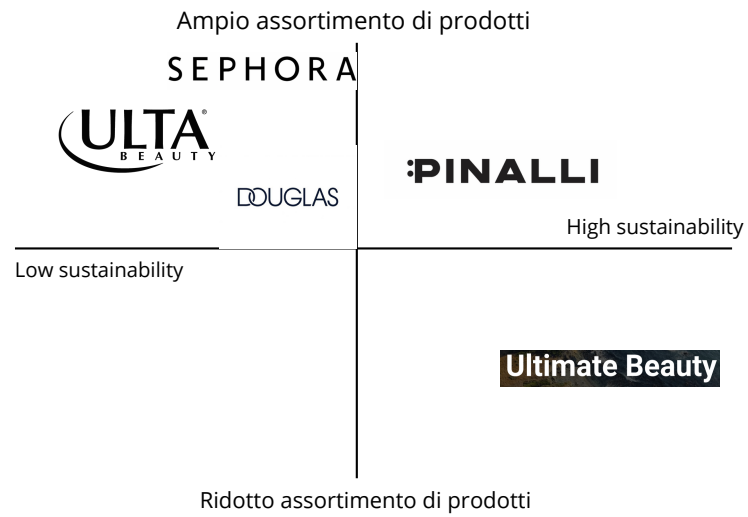 Ampio assortimento di prodotti
SEPHORA
ULTA®
BEAUTY
:PINALLI
DOUGLAS
High sustainability
Low sustainability
Ultimate Beauty
Ridotto assortimento di prodotti